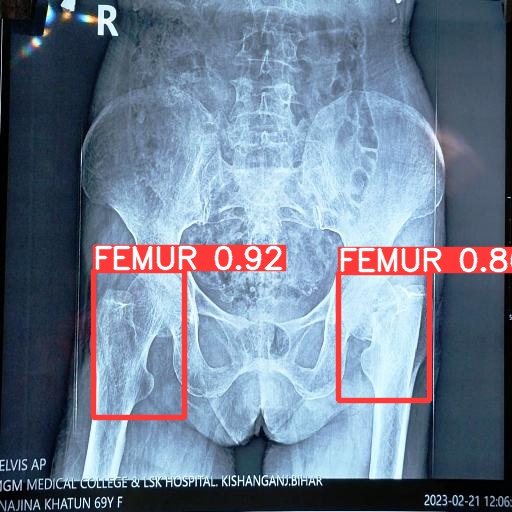 R
FEMUR 0.92
FEMUR 0.8
ELVIS AP
MGM MEDICAL COLLEGE & LSK HOSPITAL. KISHANGANJ.BIHAR
NAJINA KHATUN 69Y F
2023-02-21 12:06: